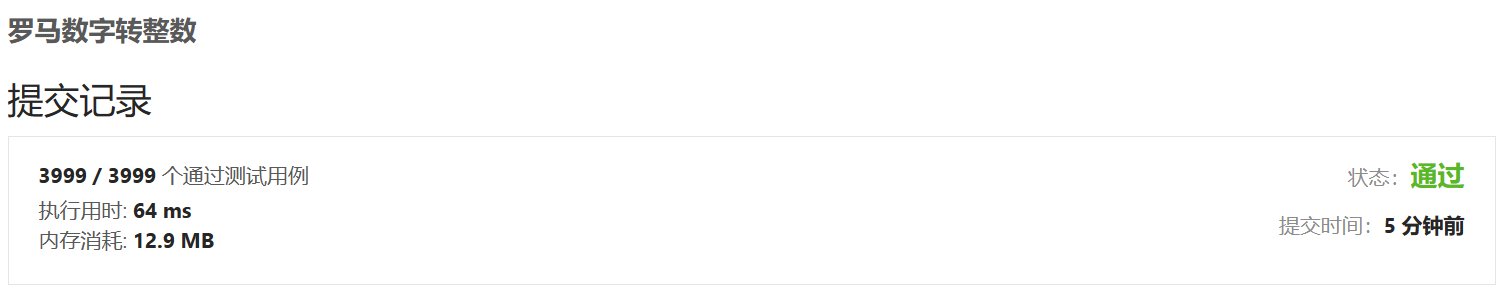 罗马数字转整数
提交记录
3999 / 3999 个通过测试用例
状态：通过
执行用时: 64 ms
提交时间：5 分钟前
内存消耗: 12.9 MB